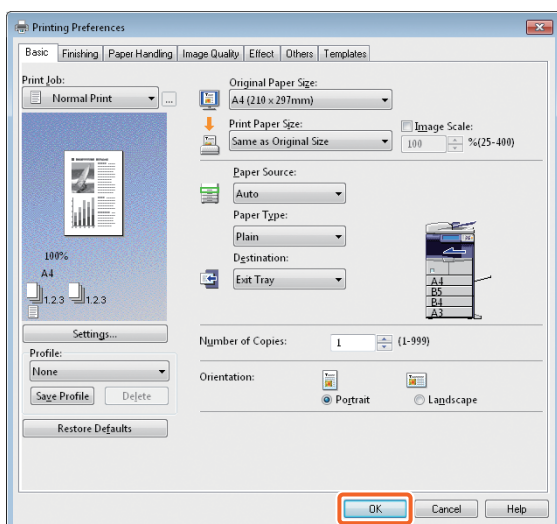 Printing Preferences
Basic Finishing Paper Handling Image Quality Effect Others Templates
Print Job:
Normal Print ...
100%
A4
1.2.3 1.2.3
Settings...
Profile:
None
Save Profile Delete
Restore Defaults
Original Paper Size:
A4 (210 x 297mm)
Print Paper Size:
Same as Original Size
Image Scale:
100 %(25-400)
Paper Source:
Auto
Paper Type:
Plain
Destination:
Exit Tray
A4
B5
B4
A3
Number of Copies: 1 (1-999)
Orientation:
Portrait Landscape
OK Cancel Help